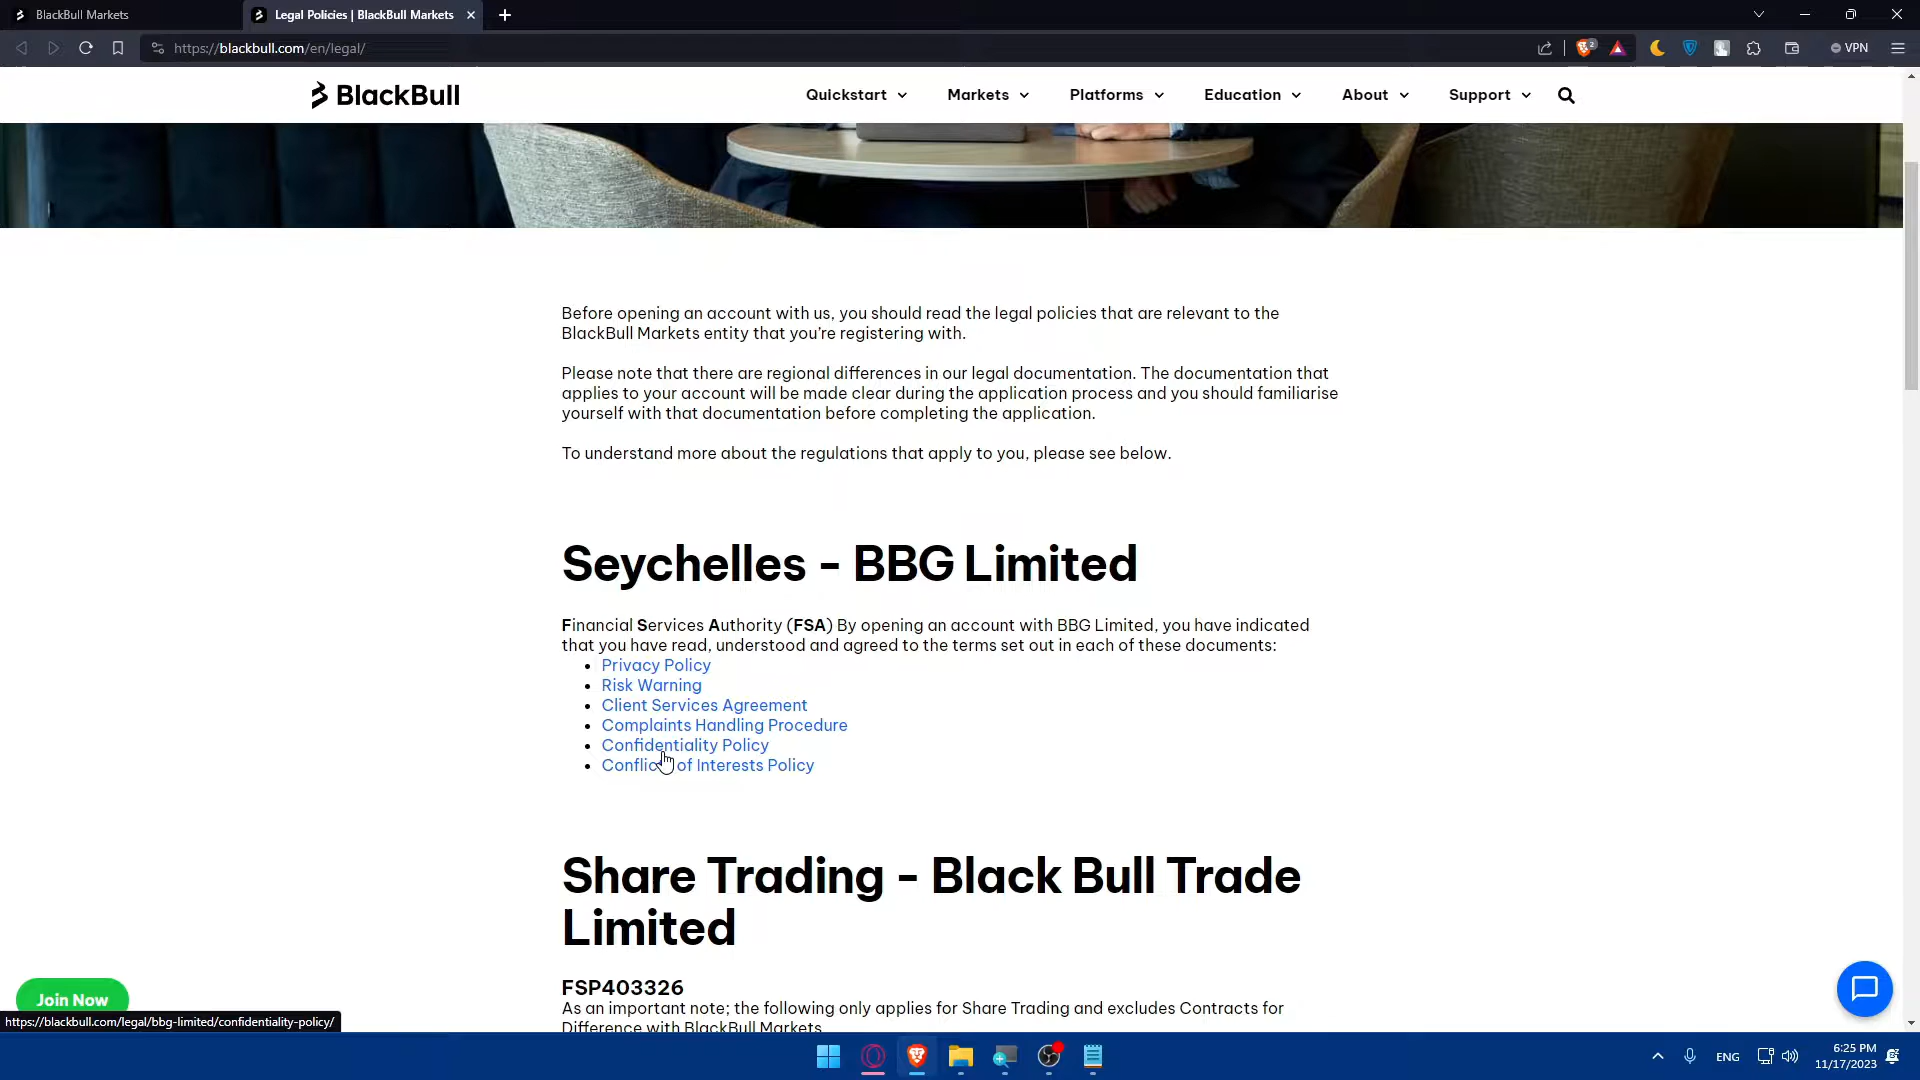 BlackBull Markets
Legal Policies | BlackBull Markets
https://blackbull.com/en/legal/
2
VPN
BlackBull
Quickstart
Markets
Platforms
Education
About
Support
Before opening an account with us, you should read the legal policies that are relevant to the
BlackBull Markets entity that you’re registering with.
Please note that there are regional differences in our legal documentation. The documentation that
applies to your account will be made clear during the application process and you should familiarise
yourself with that documentation before completing the application.
To understand more about the regulations that apply to you, please see below.
Seychelles - BBG Limited
Financial Services Authority (FSA) By opening an account with BBG Limited, you have indicated
that you have read, understood and agreed to the terms set out in each of these documents:
Privacy Policy
Risk Warning
Client Services Agreement
Complaints Handling Procedure
Confidentiality Policy
Conflict of Interests Policy
Share Trading - Black Bull Trade
Limited
FSP403326
As an important note; the following only applies for Share Trading and excludes Contracts for
Difference with BlackBull Markets
Join Now
https://blackbull.com/legal/bbg-limited/confidentiality-policy/
ENG
6:25 PM
11/17/2023